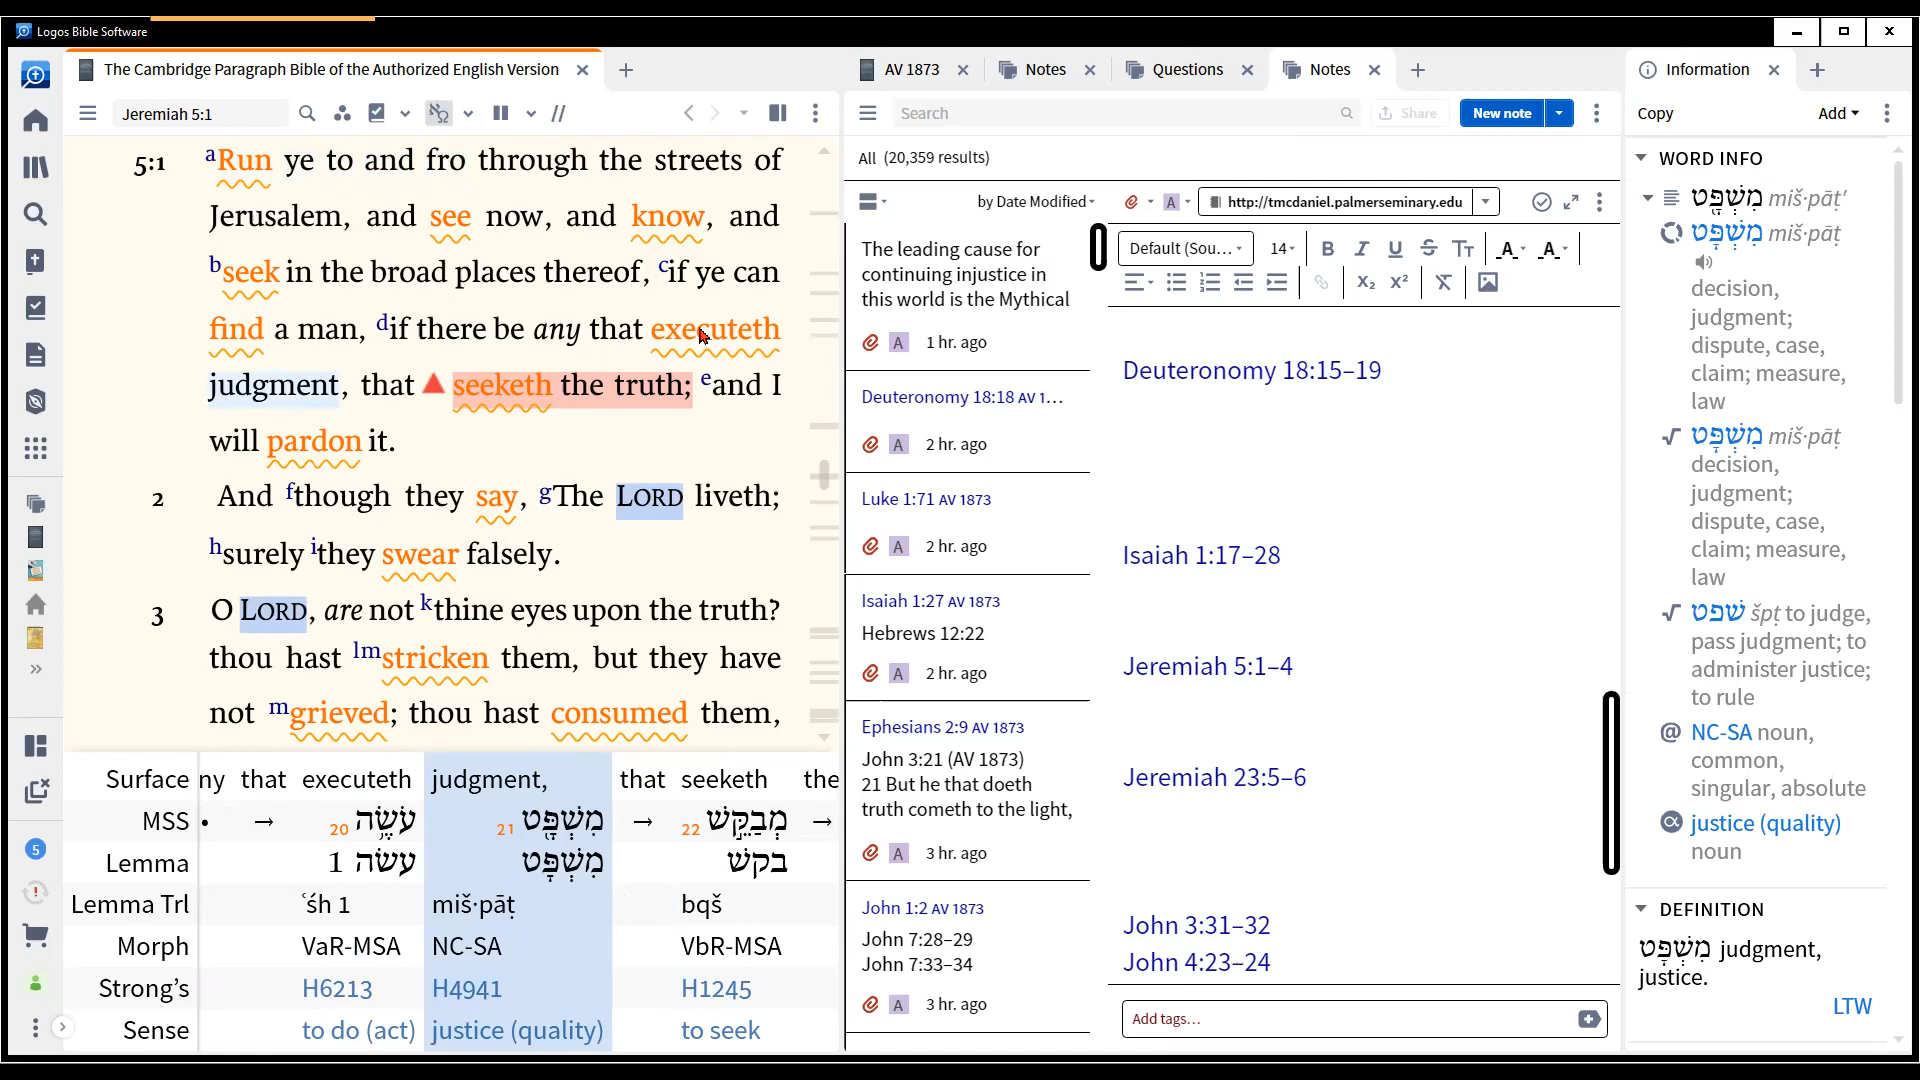 Logos Bible Software
The Cambridge Paragraph Bible of the Authorized English Version
Jeremiah 5:1
5:1 aRun ye to and fro through the streets of
Jerusalem, and see now, and know, and
bseek in the broad places thereof, cif ye can
find a man, dif there be any that executeth
judgment, that seeketh the truth; eand I
will pardon it.
2 And fthough they say, gThe LORD liveth;
hsurely ithey swear falsely.
3 O LORD, are not kthine eyes upon the truth?
thou hast lmstricken them, but they have
not mgrieved; thou hast consumed them,
Surface ny that executeth judgment, that seeketh the
MSS • → עֹשֶׂ֥ה 20 מִשְׁפָּ֖ט 21 → מְבַקֵּ֣שׁ 22 →
Lemma עשׂה 1 מִשְׁפָּט בקשׁ
Lemma Trl ʿśh 1 miš·pāṭ bqš
Morph VaR-MSA NC-SA VbR-MSA
Strong's H6213 H4941 H1245
Sense to do (act) justice (quality) to seek
5
AV 1873
Notes
Questions
Notes
Search
Share
New note
All (20,359 results)
by Date Modified
The leading cause for
continuing injustice in
this world is the Mythical
A 1 hr. ago
Deuteronomy 18:18 AV 1…
A 2 hr. ago
Luke 1:71 AV 1873
A 2 hr. ago
Isaiah 1:27 AV 1873
Hebrews 12:22
A 2 hr. ago
Ephesians 2:9 AV 1873
John 3:21 (AV 1873)
21 But he that doeth
truth cometh to the light,
A 3 hr. ago
John 1:2 AV 1873
John 7:28–29
John 7:33–34
A 3 hr. ago
A http://tmcdaniel.palmerseminary.edu
Default (Sou… 14 B I U S Tт A A
X₂ X²
Deuteronomy 18:15–19
Isaiah 1:17–28
Jeremiah 5:1–4
Jeremiah 23:5–6
John 3:31–32
John 4:23–24
Add tags…
Information
Copy
Add
WORD INFO
מִשְׁפָּ֖ט miš·pāṭʹ
מִשְׁפָּט miš·pāṭ
decision,
judgment;
dispute, case,
claim; measure,
law
מִשְׁפָּט miš·pāṭ
decision,
judgment;
dispute, case,
claim; measure,
law
שׁפט špṭ to judge,
pass judgment; to
administer justice;
to rule
@ NC-SA noun,
common,
singular, absolute
justice (quality)
noun
DEFINITION
מִשְׁפָּט judgment,
justice.
LTW